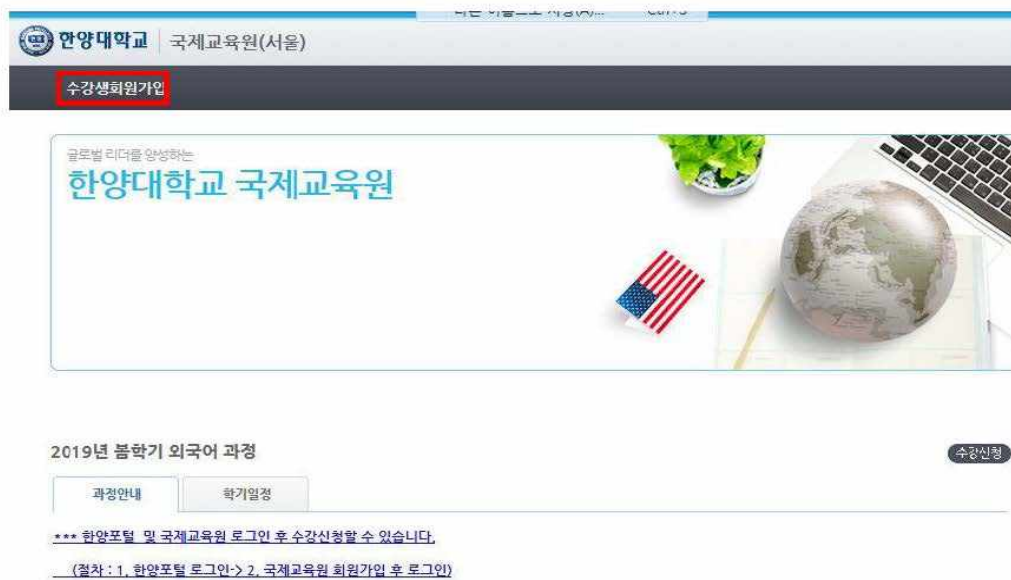 한양대학교 국제교육원(서울)
수강생회원가입
글로벌 리더를 양성하는
한양대학교 국제교육원
2019년 봄학기 외국어 과정
수강신청
과정안내 학기일정
*** 한양포털 및 국제교육원 로그인 후 수강신청할 수 있습니다.
(절차 : 1. 한양포털 로그인-> 2. 국제교육원 회원가입 후 로그인)